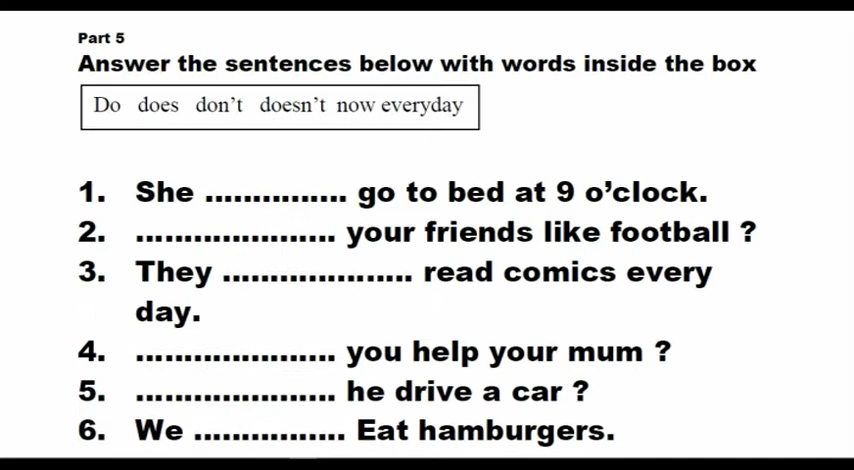 Part 5
Answer the sentences below with words inside the box
Do does don't doesn't now everyday
1. She ............... go to bed at 9 o'clock.
2. ..................... your friends like football ?
3. They .................... read comics every
day.
4. ..................... you help your mum ?
5. ..................... he drive a car ?
6. We ................ Eat hamburgers.